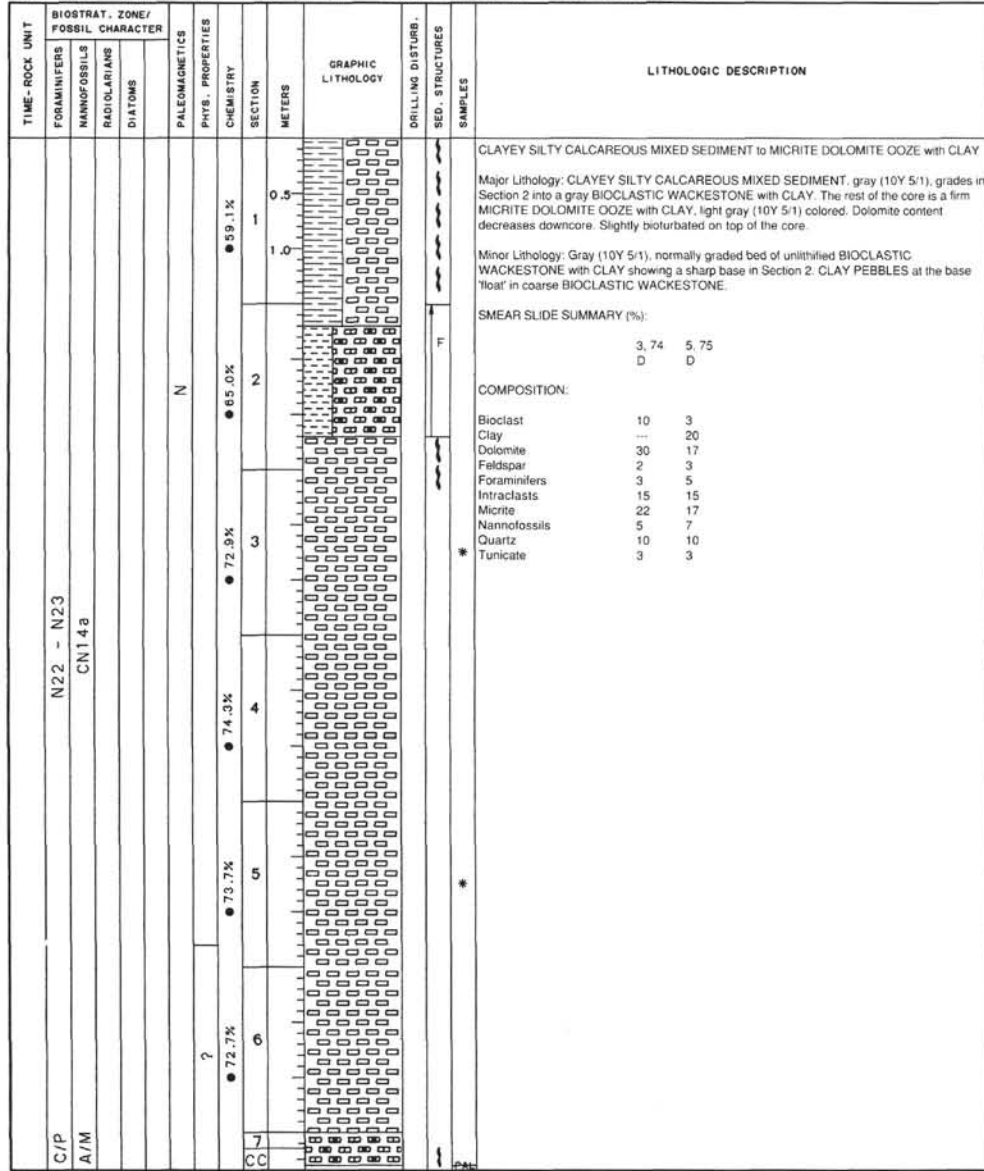 TIME-ROCK UNIT
BIOSTRAT. ZONE/
FOSSIL CHARACTER
FORAMINIFERS
NANNOFOSSILS
RADIOLARIANS
DIATOMS
PALEOMAGNETICS
PHYS. PROPERTIES
CHEMISTRY
SECTION
METERS
GRAPHIC
LITHOLOGY
DRILLING DISTURB.
SED. STRUCTURES
SAMPLES
LITHOLOGIC DESCRIPTION
N22 - N23
C/P
CN14a
A/M
N
?
59.1%
65.0%
72.9%
74.3%
73.7%
72.7%
1
2
3
4
5
6
7
CC
0.5
1.0
F
*
*
PAL
CLAYEY SILTY CALCAREOUS MIXED SEDIMENT to MICRITE DOLOMITE OOZE with CLAY
Major Lithology: CLAYEY SILTY CALCAREOUS MIXED SEDIMENT, gray (10Y 5/1), grades in
Section 2 into a gray BIOCLASTIC WACKESTONE with CLAY. The rest of the core is a firm
MICRITE DOLOMITE OOZE with CLAY, light gray (10Y 5/1) colored. Dolomite content
decreases downcore. Slightly bioturbated on top of the core.
Minor Lithology: Gray (10Y 5/1), normally graded bed of unlithified BIOCLASTIC
WACKESTONE with CLAY showing a sharp base in Section 2. CLAY PEBBLES at the base
'float' in coarse BIOCLASTIC WACKESTONE.
SMEAR SLIDE SUMMARY (%):
3, 74 5, 75
D D
COMPOSITION:
Bioclast 10 3
Clay --- 20
Dolomite 30 17
Feldspar 2 3
Foraminifers 3 5
Intraclasts 15 15
Micrite 22 17
Nannofossils 5 7
Quartz 10 10
Tunicate 3 3